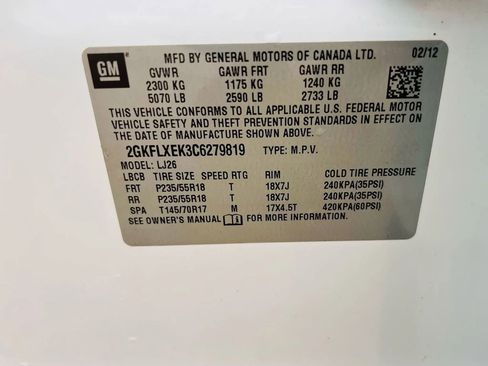 GM
MFD BY GENERAL MOTORS OF CANADA LTD. 02/12
GVWR GAWR FRT GAWR RR
2300 KG 1175 KG 1240 KG
5070 LB 2590 LB 2733 LB
THIS VEHICLE CONFORMS TO ALL APPLICABLE U.S. FEDERAL MOTOR
VEHICLE SAFETY AND THEFT PREVENTION STANDARDS IN EFFECT ON
THE DATE OF MANUFACTURE SHOWN ABOVE.
2GKFLXEK3C6279819 TYPE: M.P.V.
MODEL: LJ26
LBCB TIRE SIZE SPEED RTG RIM COLD TIRE PRESSURE
FRT P235/55R18 T 18X7J 240KPA(35PSI)
RR P235/55R18 T 18X7J 240KPA(35PSI)
SPA T145/70R17 M 17X4.5T 420KPA(60PSI)
SEE OWNER'S MANUAL FOR MORE INFORMATION.